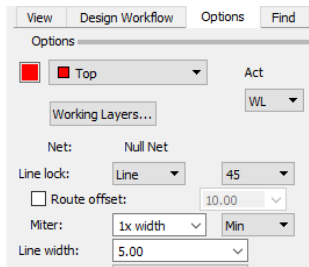 View Design Workflow Options Find
Options
Top Act
WL
Working Layers...
Net: Null Net
Line lock: Line 45
Route offset: 10.00
Miter: 1x width Min
Line width: 5.00